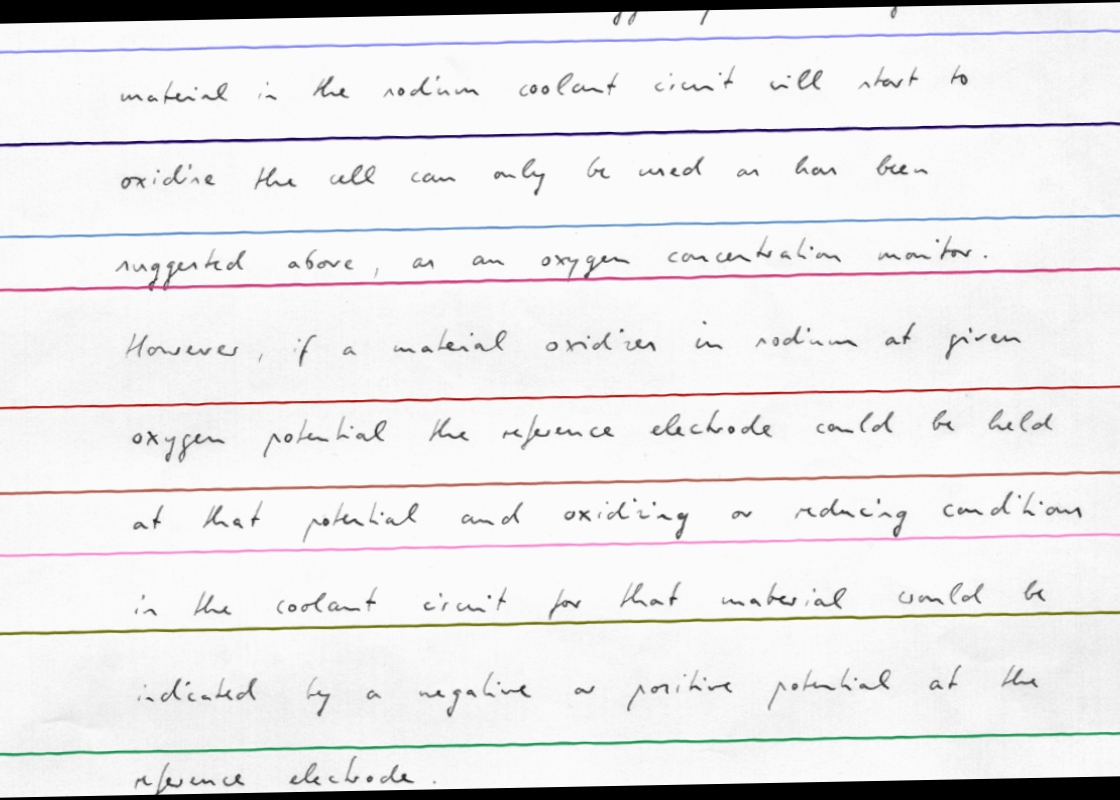 material in the sodium coolant circuit will start to
oxidise the cell can only be used as has been
suggested above, as an oxygen concentration monitor.
However, if a material oxidizes in sodium at given
oxygen potential the reference electrode could be held
at that potential and oxidizing or reducing conditions
in the coolant circuit for that material would be
indicated by a negative or positive potential at the
reference electrode.